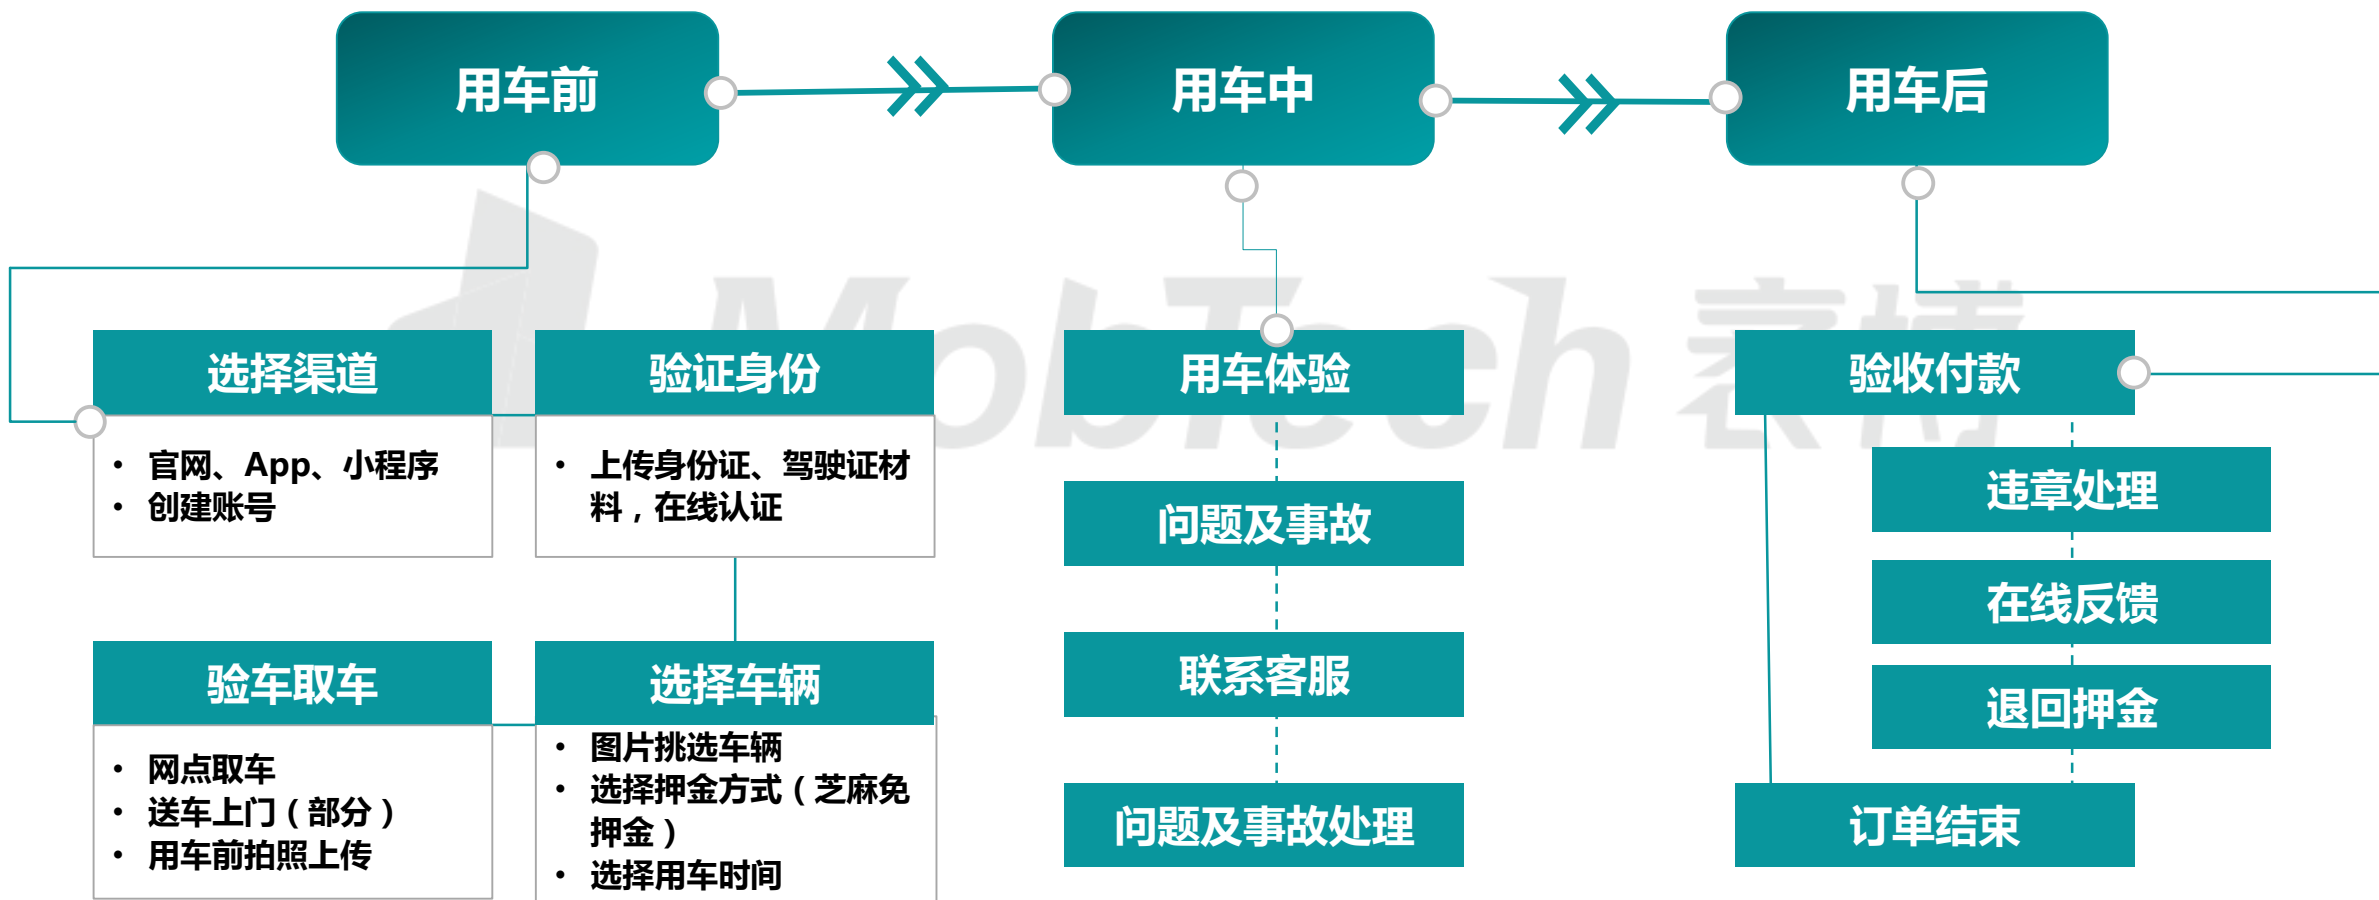 用车前
用车中
用车后
MobTech 袤博
选择渠道
官网、App、小程序
创建账号
验证身份
上传身份证、驾驶证材
料，在线认证
验车取车
网点取车
送车上门（部分）
用车前拍照上传
选择车辆
图片挑选车辆
选择押金方式（芝麻免
押金）
选择用车时间
用车体验
问题及事故
联系客服
问题及事故处理
验收付款
违章处理
在线反馈
退回押金
订单结束